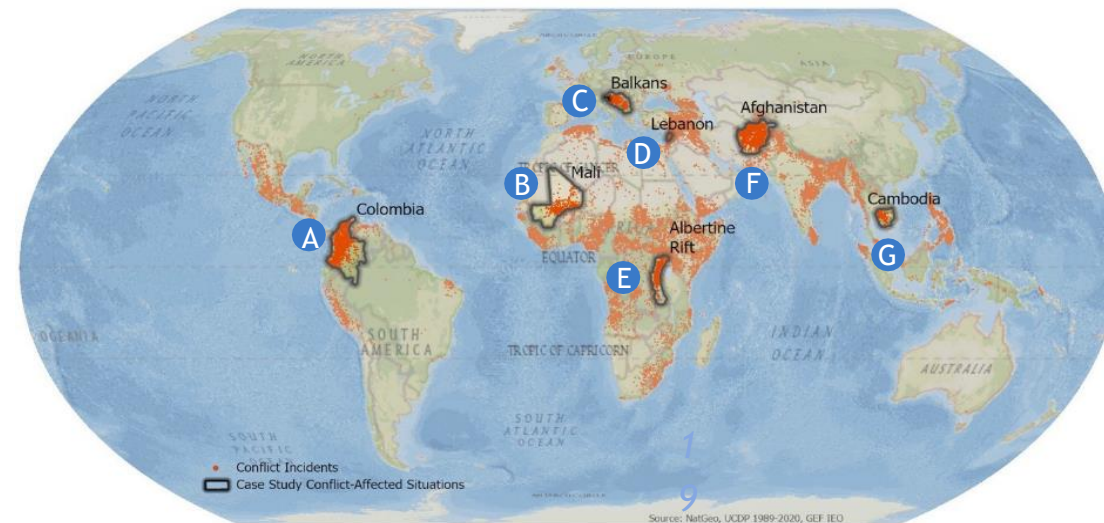 NORTH
AMERICA
EUROPE
ASIA
NORTH
PACIFIC
OCEAN
NORTH
ATLANTIC
OCEAN
C
Balkans
Afghanistan
Lebanon
D
B
Mali
F
Colombia
Cambodia
A
Albertine
Rift
G
EQUATOR
E
OCEANIA
SOUTH
AMERICA
INDIAN
OCEAN
TROPIC OF CAPRICORN
AUSTRALIA
SOUTH
PACIFIC
OCEAN
SOUTH
ATLANTIC
OCEAN
1
9
Conflict Incidents
Case Study Conflict-Affected Situations
Source: NatGeo, UCDP 1989-2020, GEF IEO